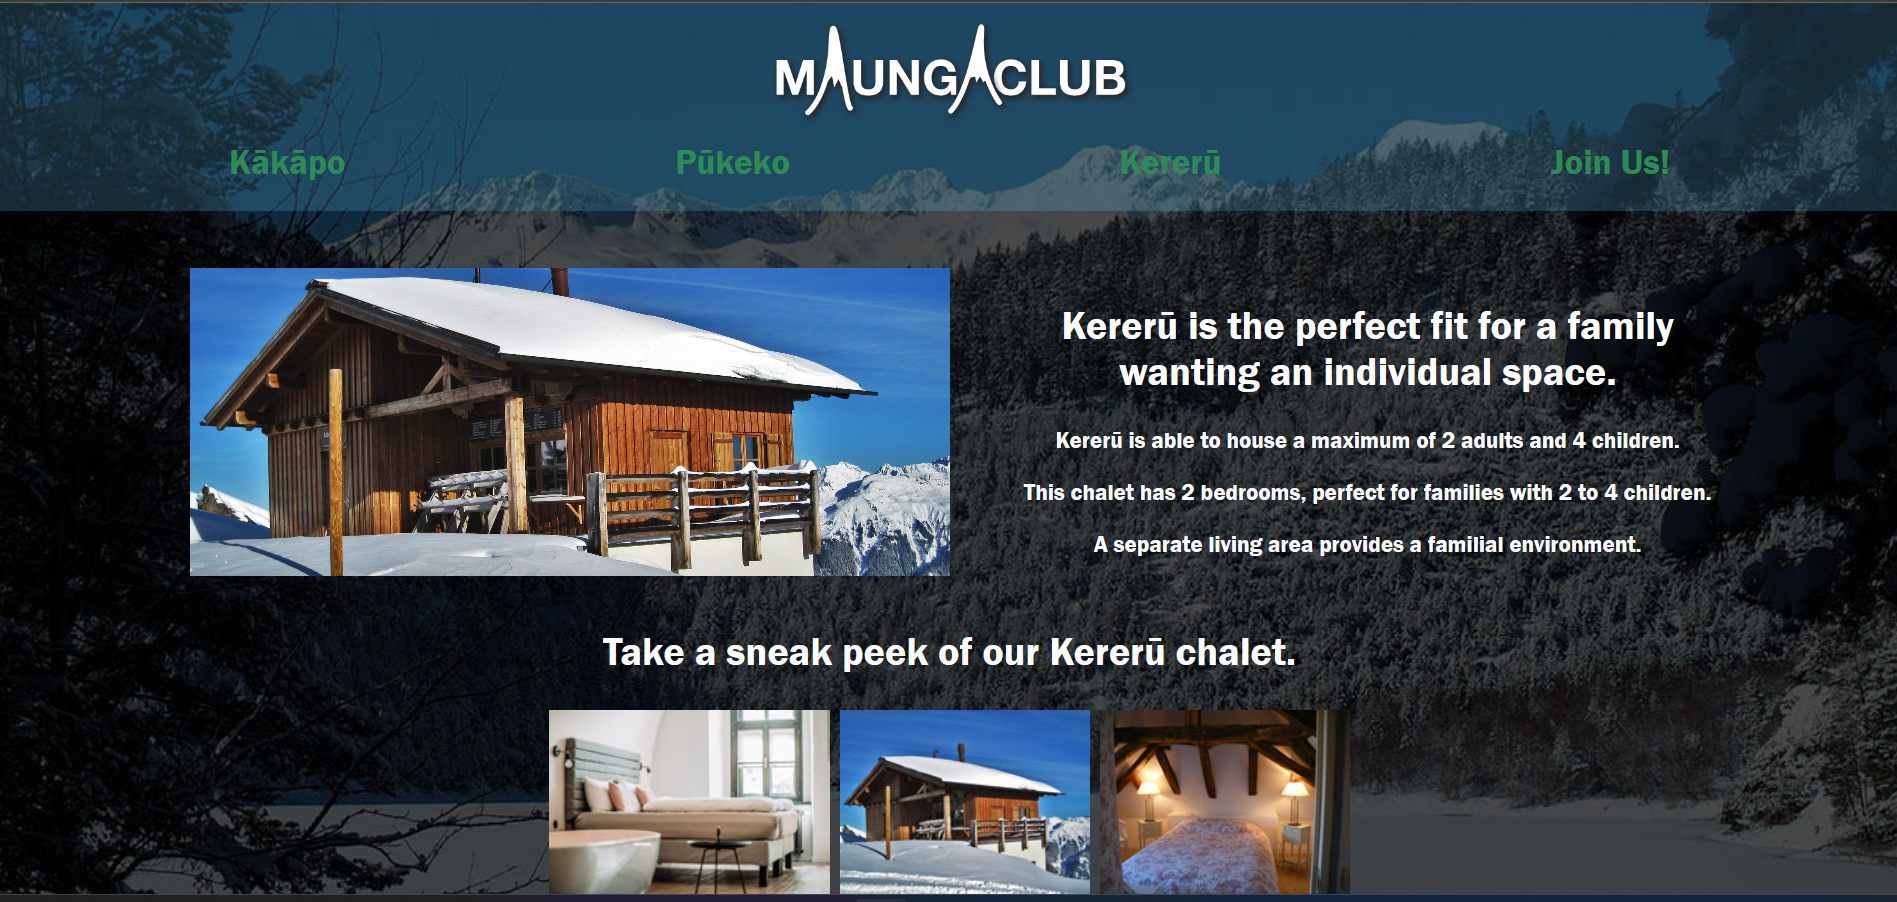 MAUNGACLUB
Kākāpo Pūkeko Kererū Join Us!
Kererū is the perfect fit for a family
wanting an individual space.
Kererū is able to house a maximum of 2 adults and 4 children.
This chalet has 2 bedrooms, perfect for families with 2 to 4 children.
A separate living area provides a familial environment.
Take a sneak peek of our Kererū chalet.